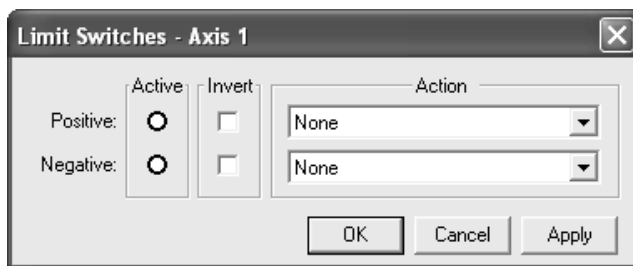 Limit Switches - Axis 1
Active Invert Action
Positive: None
Negative: None
OK Cancel Apply